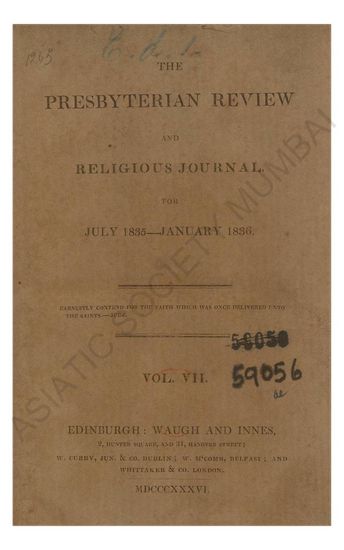 1263
C. d. 1.
THE
PRESBYTERIAN REVIEW
AND
RELIGIOUS JOURNAL.
FOR
JULY 1835—JANUARY 1836.
EARNESTLY CONTEND FOR THE FAITH WHICH WAS ONCE DELIVERED UNTO
THE SAINTS.—JUDE.
59056
VOL. VII.
EDINBURGH: WAUGH AND INNES,
2, HUNTER SQUARE, AND 31, HANOVER STREET;
W. CURRY, JUN. & CO. DUBLIN; W. M'COMB, BELFAST; AND
WHITTAKER & CO. LONDON.
MDCCCXXXVI.
ASIATIC SOCIETY MUMBAI